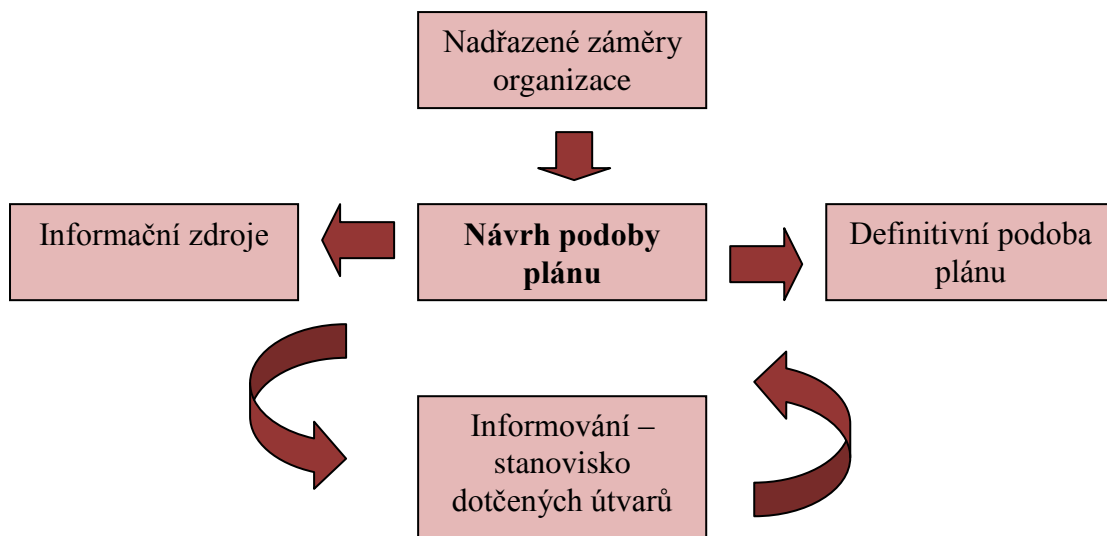 Nadřazené záměry
organizace
Informační zdroje
Návrh podoby
plánu
Definitivní podoba
plánu
Informování –
stanovisko
dotčených útvarů